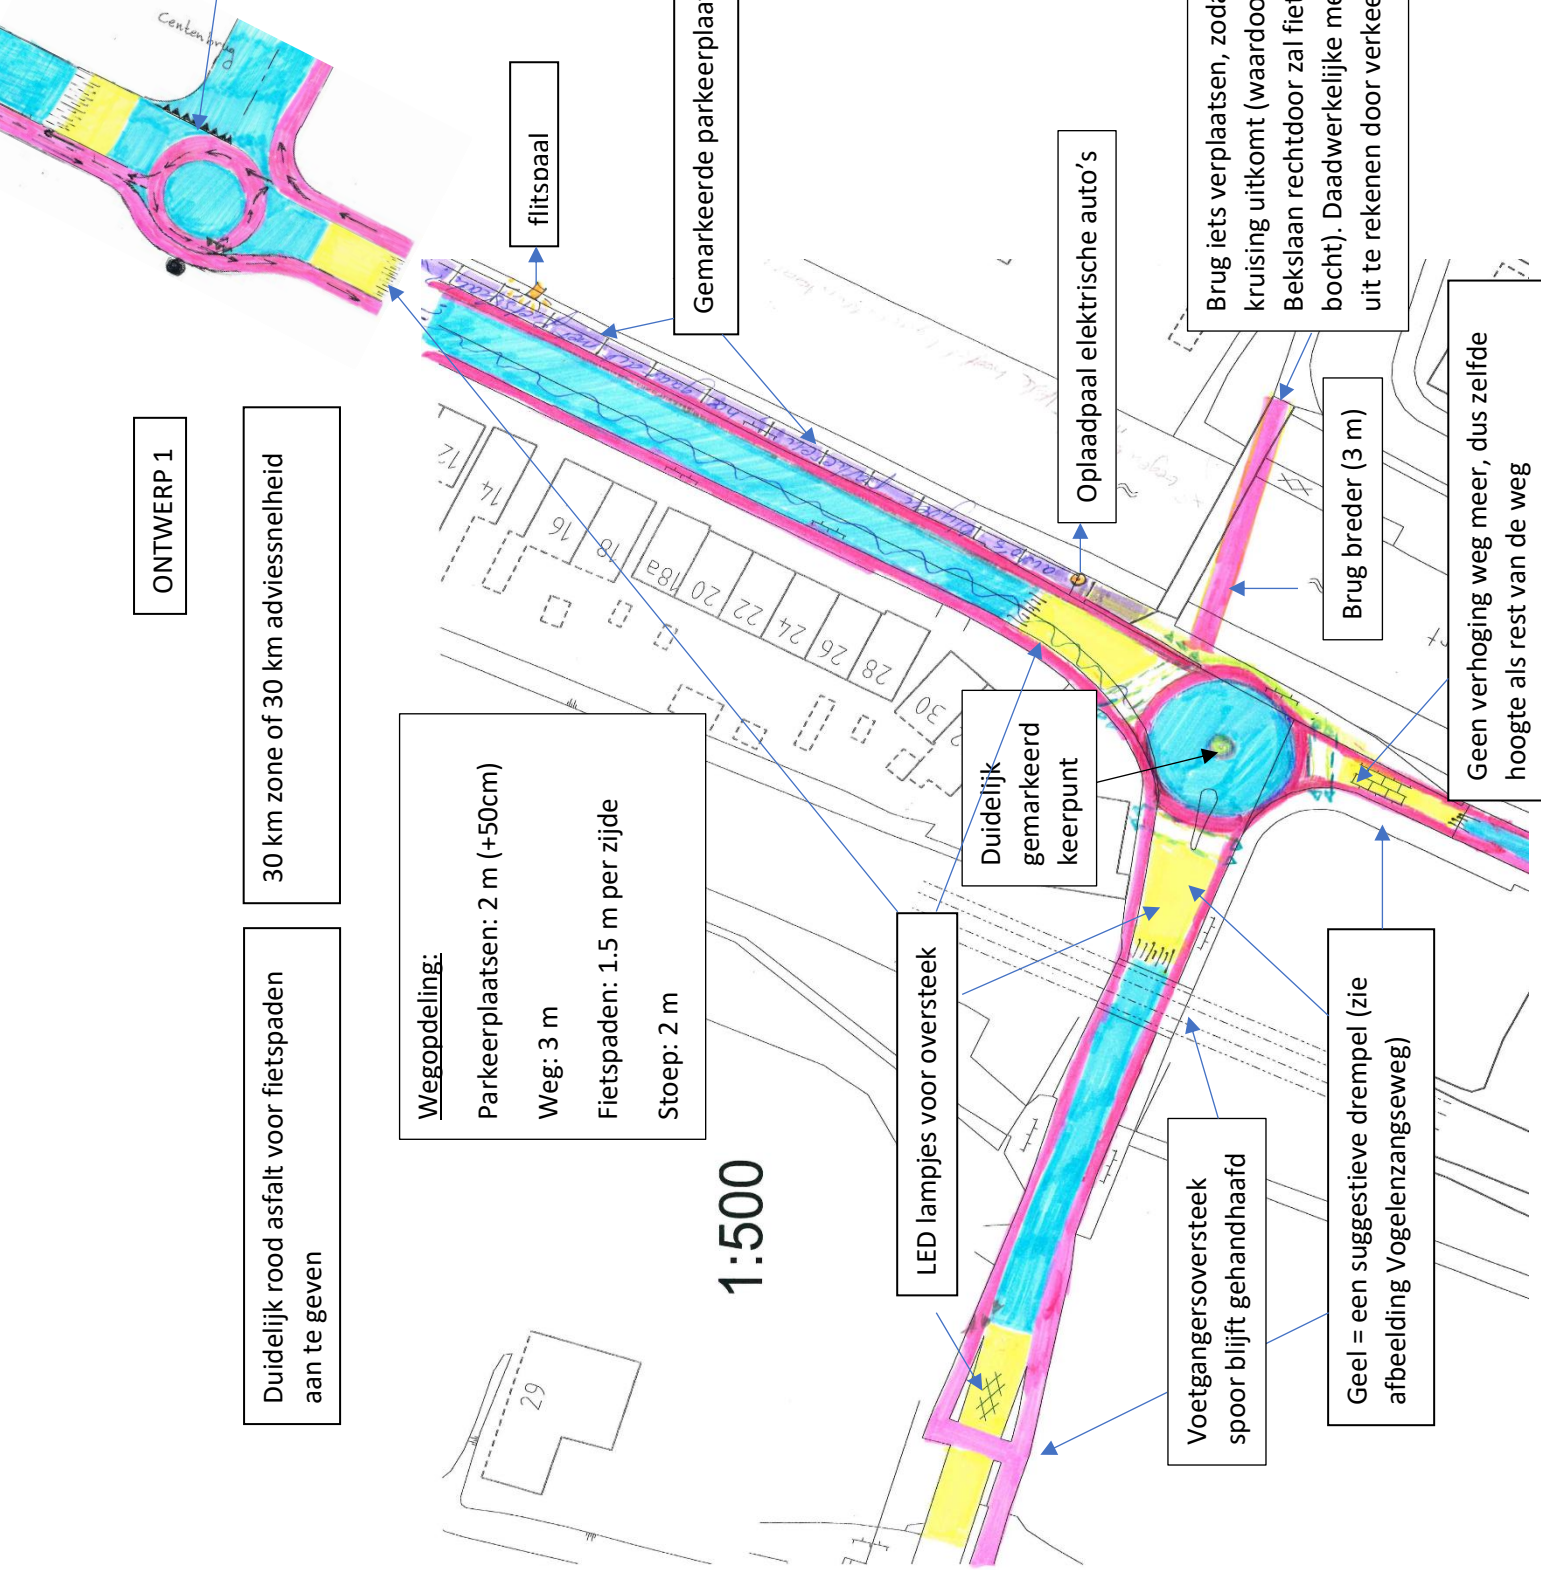 ONTWERP 1
Duidelijk rood asfalt voor fietspaden
aan te geven
30 km zone of 30 km adviessnelheid
Centenbrug
Wegopdeling:
Parkeerplaatsen: 2 m (+50cm)
Weg: 3 m
Fietspaden: 1.5 m per zijde
Stoep: 2 m
1:500
flitspaal
Gemarkeerde parkeerplaat
12
14
16
18
18a
20
22
24
26
28
30
29
LED lampjes voor oversteek
Duidelijk
gemarkeerd
keerpunt
Oplaadpaal elektrische auto's
Voetgangersoversteek
spoor blijft gehandhaafd
Brug iets verplaatsen, zoda
kruising uitkomt (waardoo
Bekslaan rechtdoor zal fiet
bocht). Daadwerkelijke me
uit te rekenen door verkee
Brug breder (3 m)
Geel = een suggestieve drempel (zie
afbeelding Vogelenzangseweg)
Geen verhoging weg meer, dus zelfde
hoogte als rest van de weg